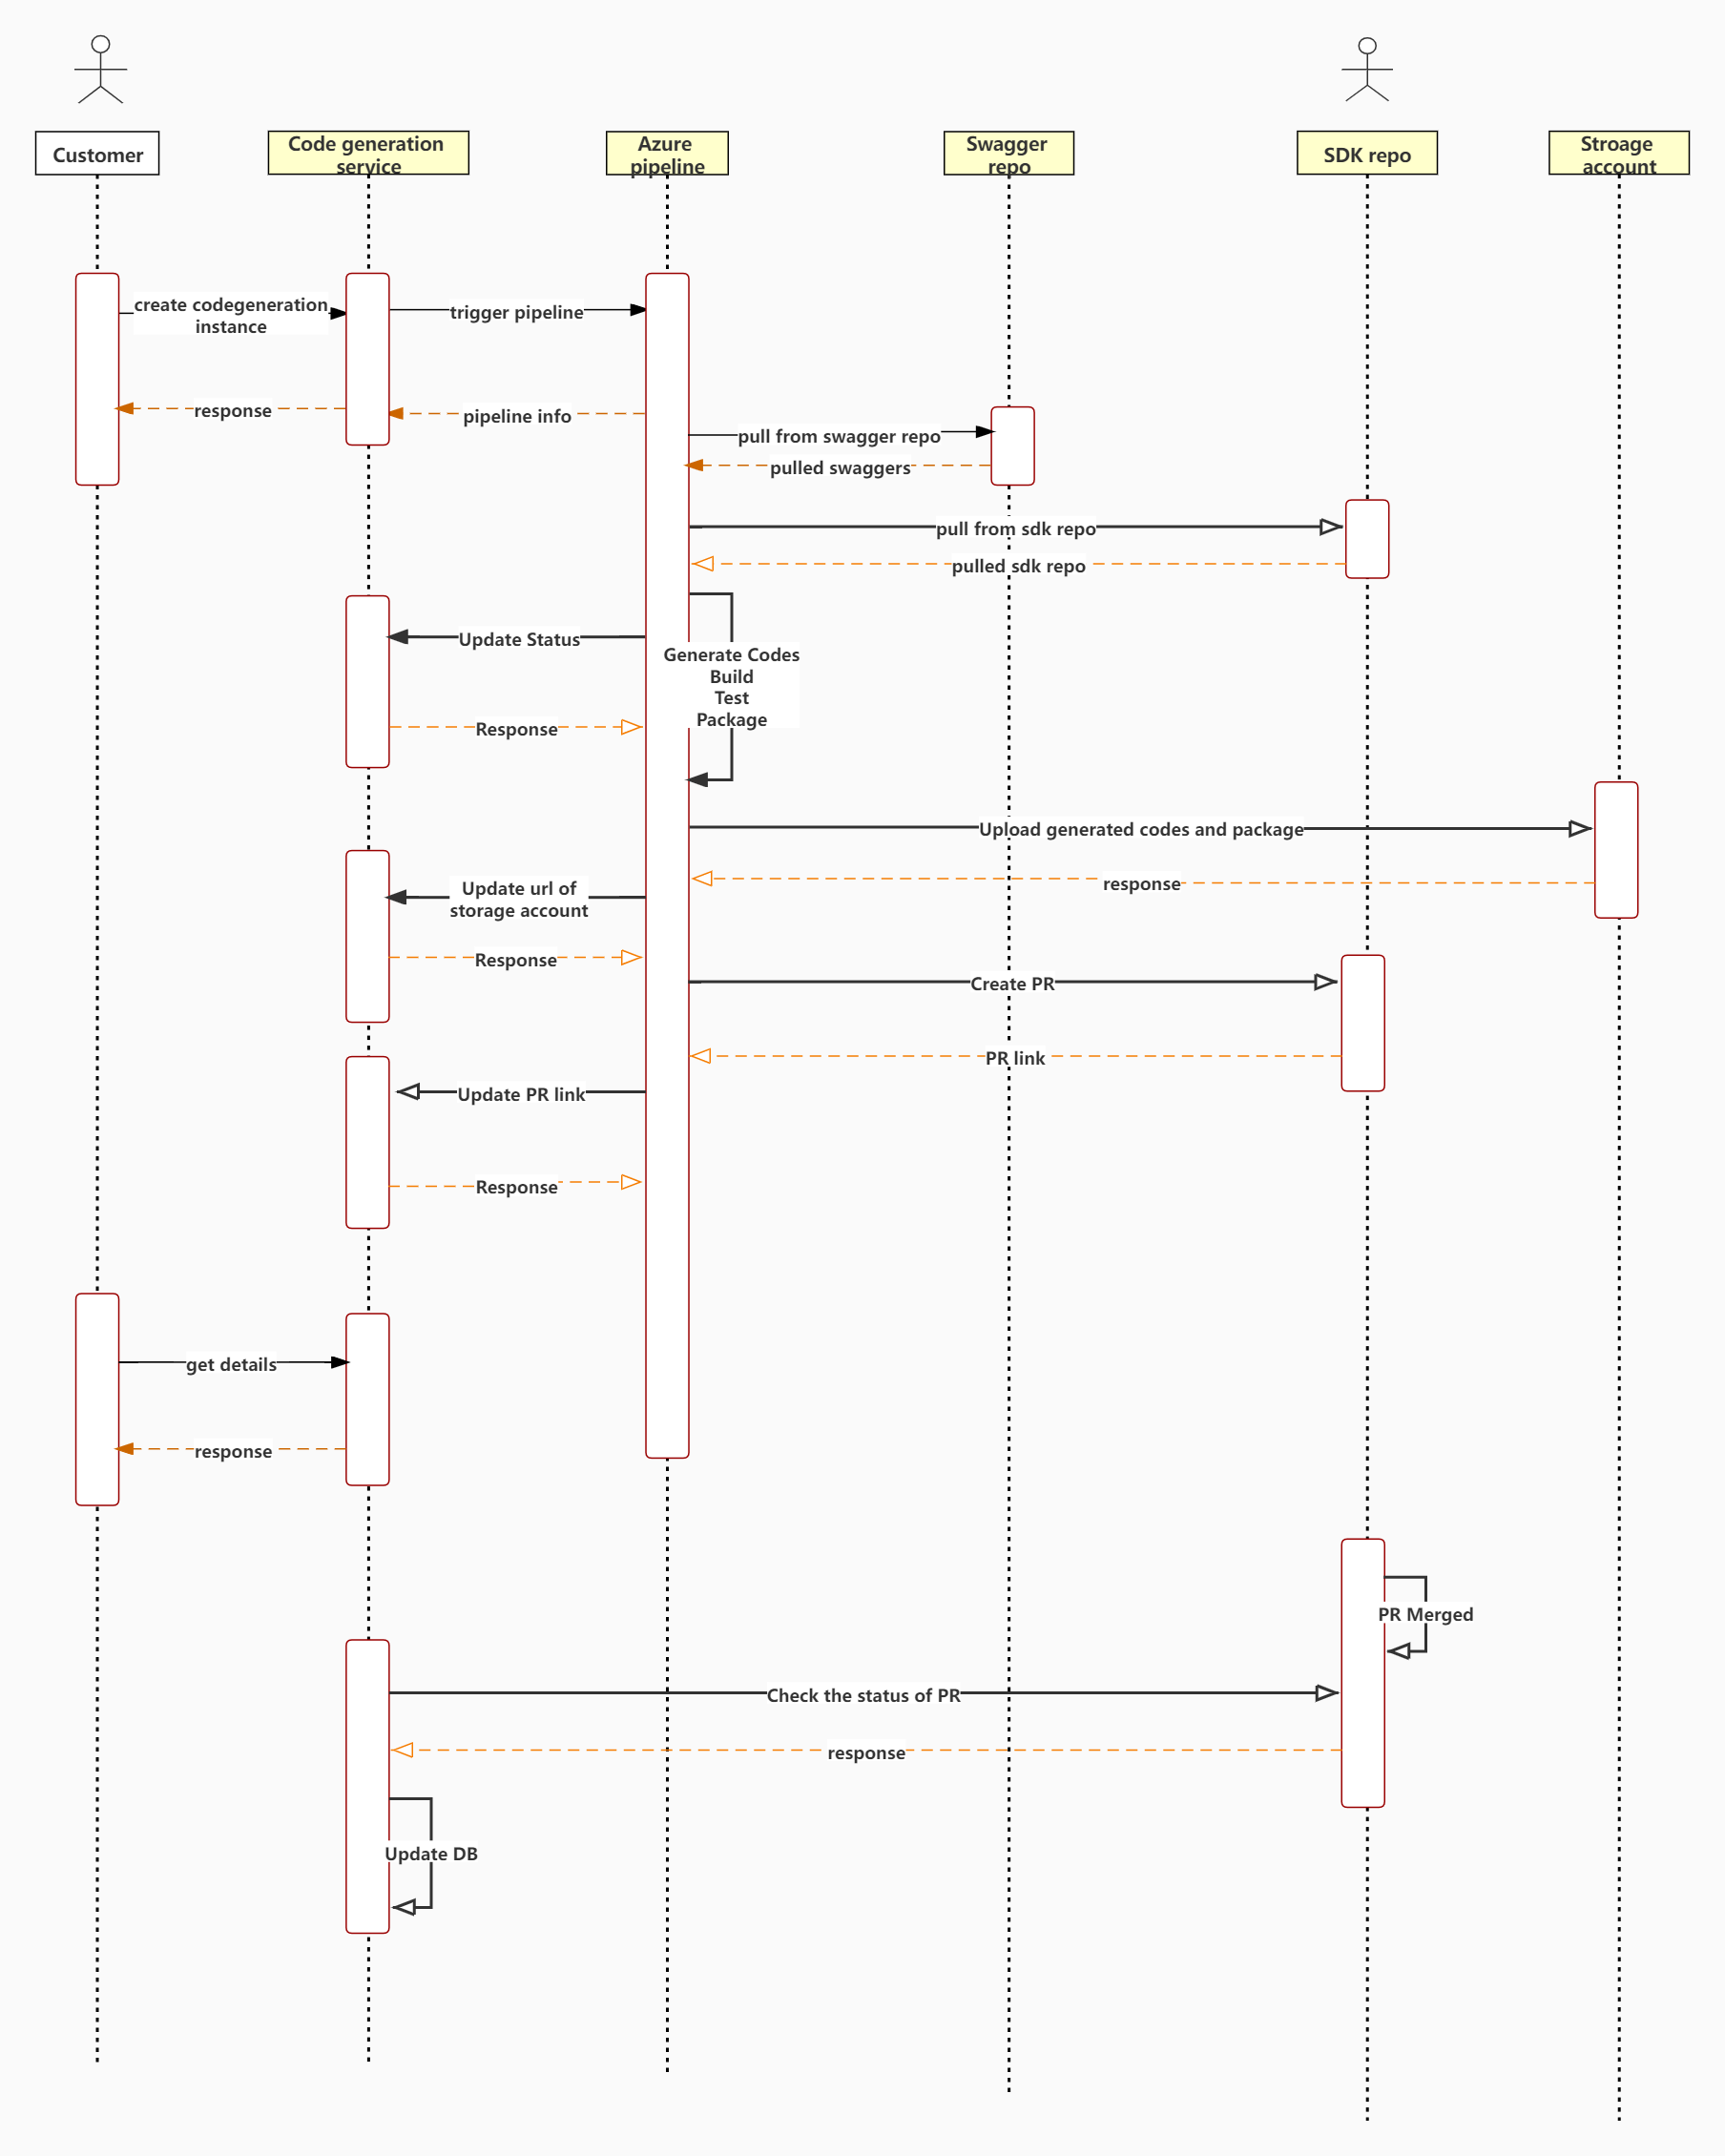 Customer
Code generation
service
Azure
pipeline
Swagger
repo
SDK repo
Stroage
account
create codegeneration
instance
trigger pipeline
response
pipeline info
pull from swagger repo
pulled swaggers
pull from sdk repo
pulled sdk repo
Update Status
Generate Codes
Build
Test
Package
Response
Upload generated codes and package
response
Update url of
storage account
Response
Create PR
PR link
Update PR link
Response
get details
response
PR Merged
Check the status of PR
response
Update DB